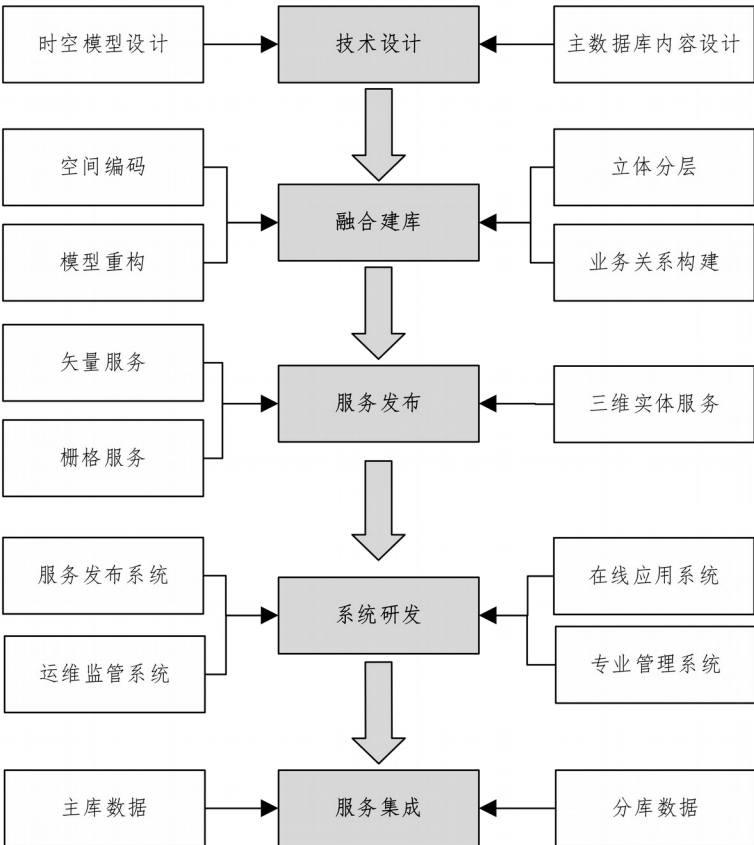 时空模型设计
技术设计
主数据库内容设计
空间编码
立体分层
融合建库
模型重构
业务关系构建
矢量服务
服务发布
三维实体服务
栅格服务
服务发布系统
在线应用系统
系统研发
运维监管系统
专业管理系统
主库数据
服务集成
分库数据